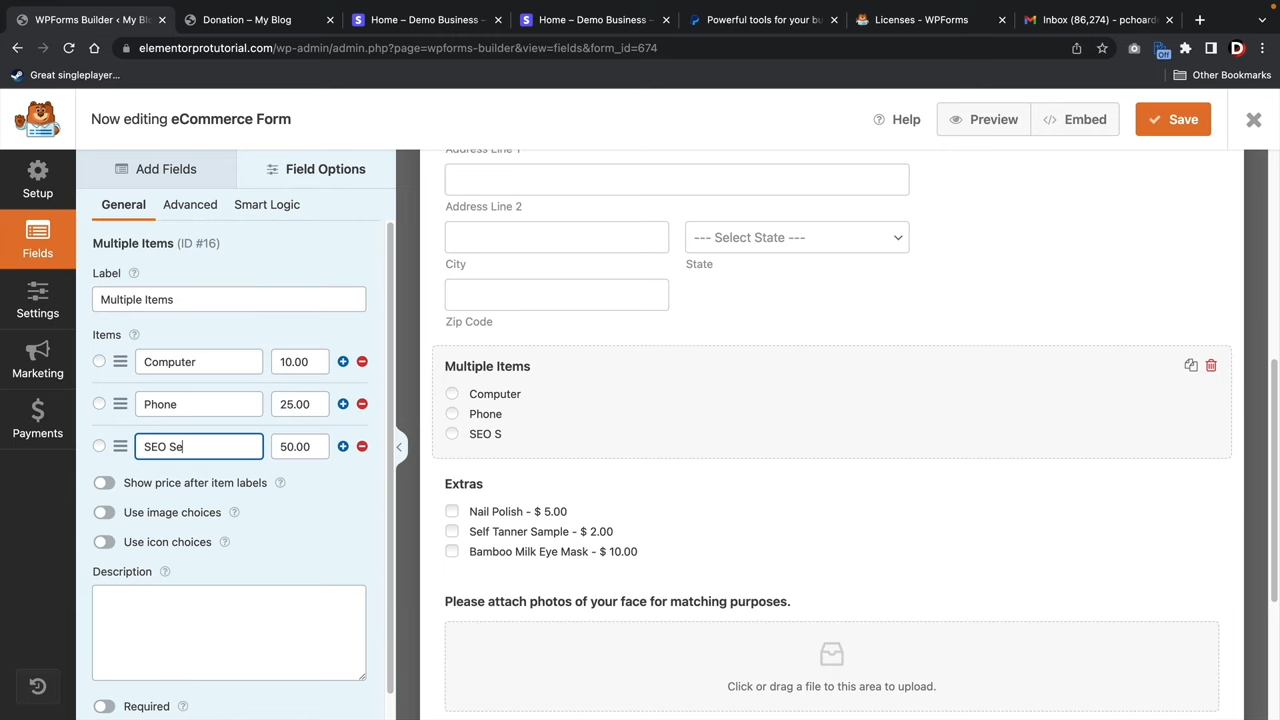 WPForms Builder ‹ My Blo
Donation – My Blog
Home – Demo Business –
Home – Demo Business –
Powerful tools for your bu
Licenses - WPForms
Inbox (86,274) - pchoarde
elementorprotutorial.com/wp-admin/admin.php?page=wpforms-builder&view=fields&form_id=674
Off
D
Great singleplayer...
Other Bookmarks
Now editing eCommerce Form
Help
Preview
Embed
Save
Setup
Fields
Settings
Marketing
Payments
Add Fields
Field Options
General
Advanced
Smart Logic
Multiple Items (ID #16)
Label
Multiple Items
Items
Computer
10.00
Phone
25.00
SEO Se
50.00
Show price after item labels
Use image choices
Use icon choices
Description
Required
Address Line 1
Address Line 2
--- Select State ---
City
State
Zip Code
Multiple Items
Computer
Phone
SEO S
Extras
Nail Polish - $ 5.00
Self Tanner Sample - $ 2.00
Bamboo Milk Eye Mask - $ 10.00
Please attach photos of your face for matching purposes.
Click or drag a file to this area to upload.